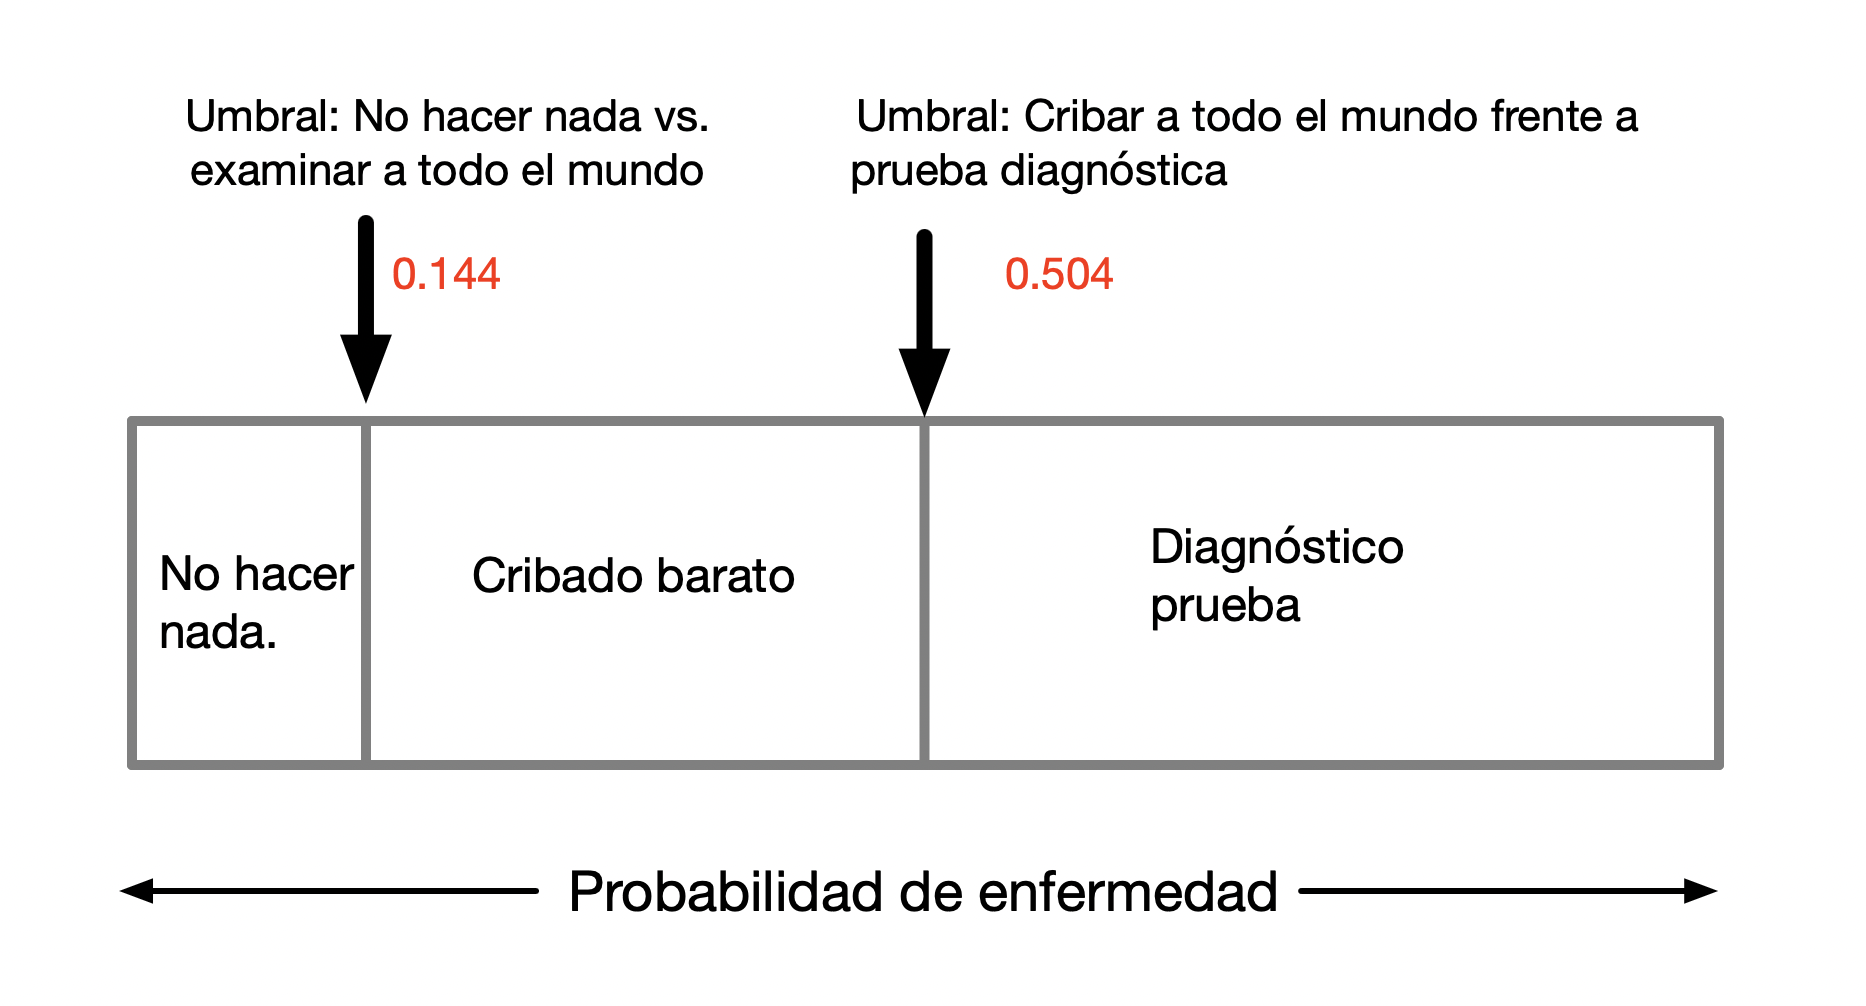 Umbral: No hacer nada vs.
examinar a todo el mundo
Umbral: Cribar a todo el mundo frente a
prueba diagnóstica
0.144
0.504
No hacer
nada.
Cribado barato
Diagnóstico
prueba
Probabilidad de enfermedad